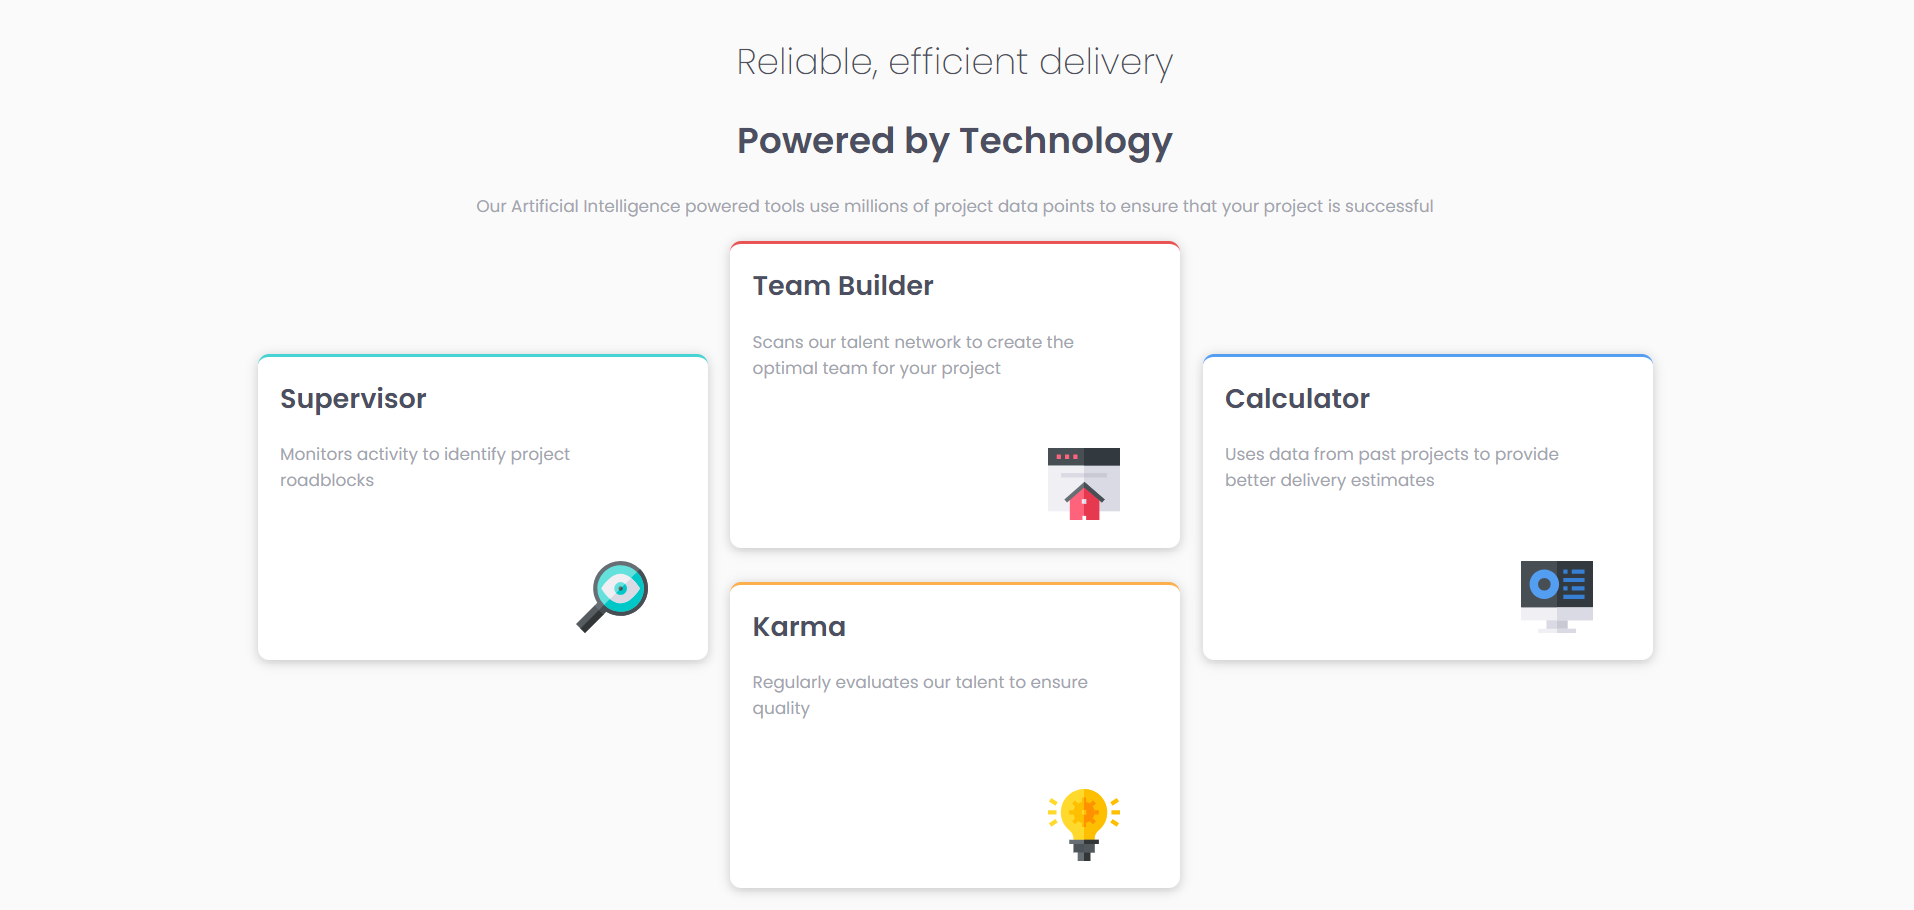 Reliable, efficient delivery
Powered by Technology
Our Artificial Intelligence powered tools use millions of project data points to ensure that your project is successful
Team Builder
Scans our talent network to create the
optimal team for your project
Supervisor
Monitors activity to identify project
roadblocks
Calculator
Uses data from past projects to provide
better delivery estimates
Karma
Regularly evaluates our talent to ensure
quality